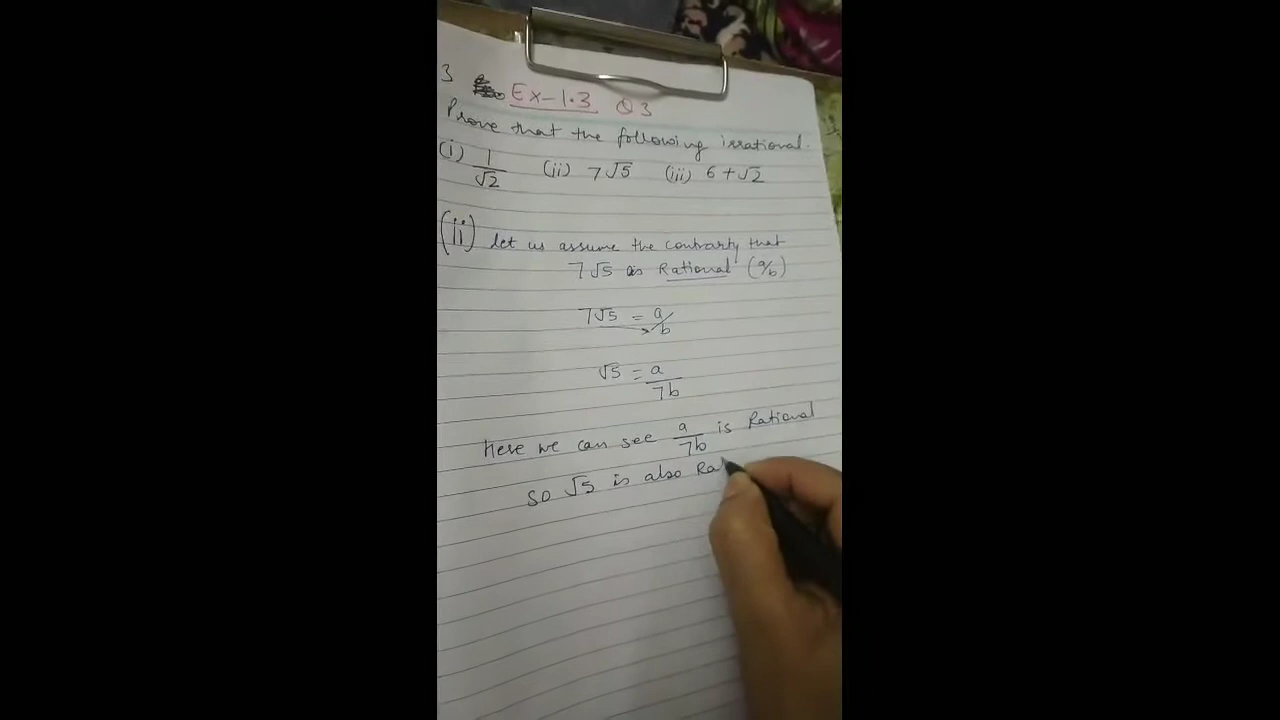 3 Ex-1.3 Q3
Prove that the following irrational.
(i) 1/√2 (ii) 7√5 (iii) 6+√2
(ii) let us assume the contrarty that
7√5 is Rational (a/b)
7√5 = a/b
√5 = a/7b
Here we can see a/7b is Rational
So √5 is also Ra